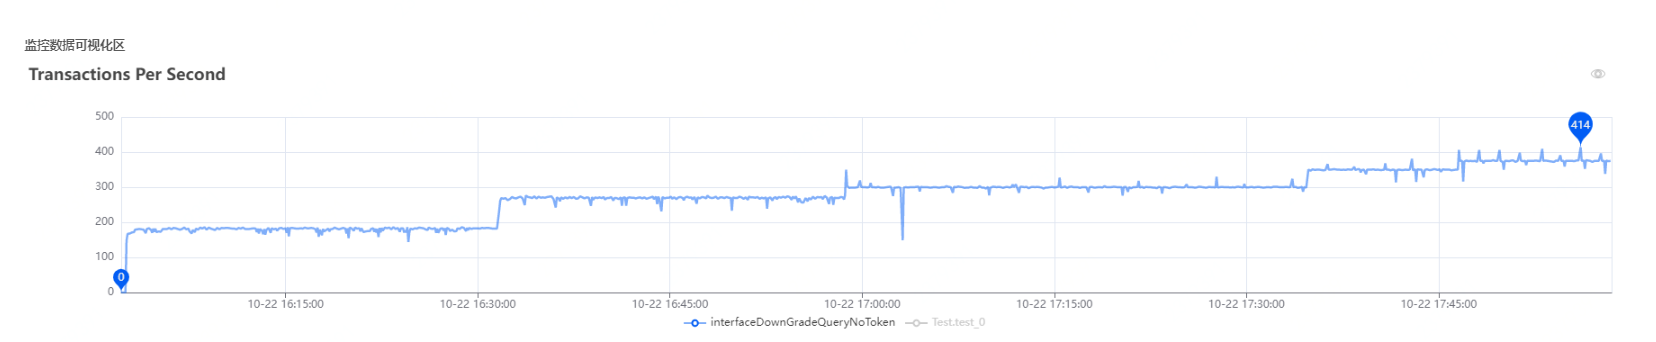 监控数据可视化区
Transactions Per Second
500
414
400
300
200
100
0
0
10-22 16:15:00 10-22 16:30:00 10-22 16:45:00 10-22 17:00:00 10-22 17:15:00 10-22 17:30:00 10-22 17:45:00
interfaceDownGradeQueryNoToken Test.test_0